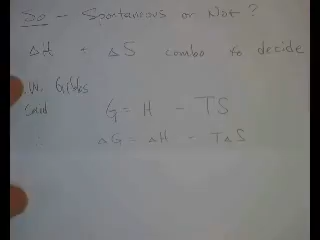 So -- Spontaneous or Not?
ΔH + ΔS combo to decide
.W. Gibbs
said G = H - TS
∴ ΔG = ΔH - TΔS